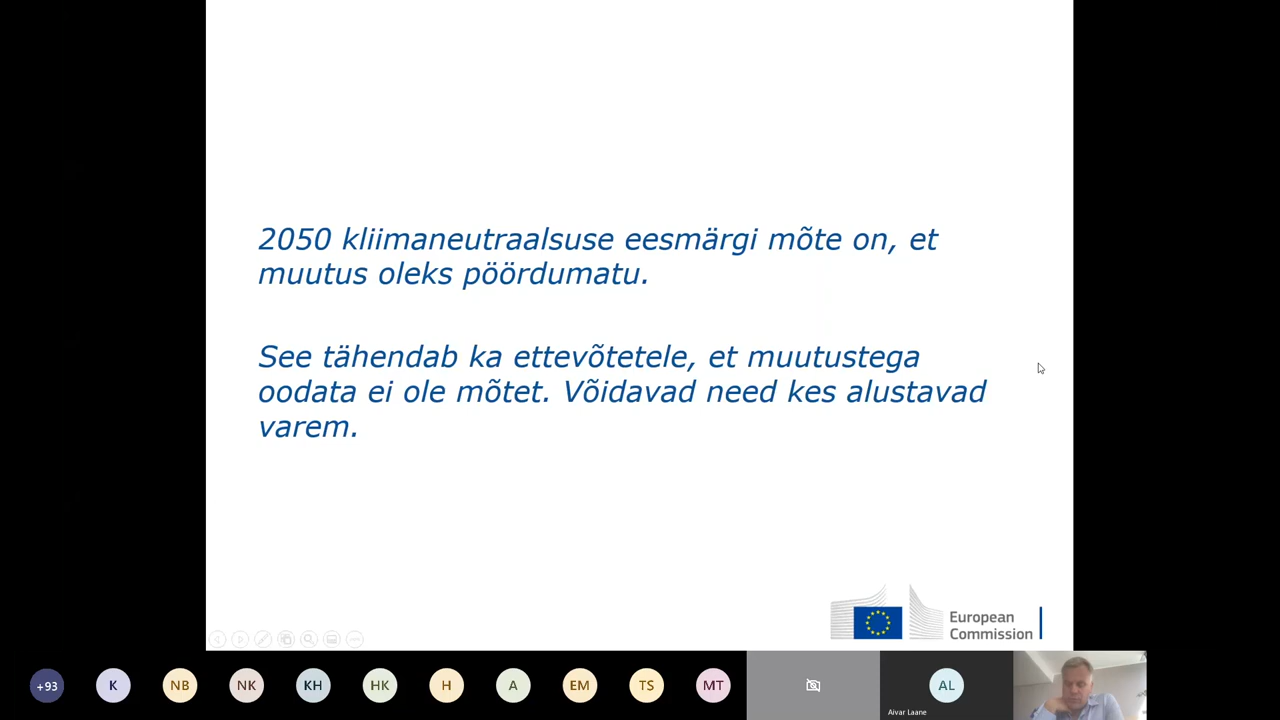 2050 kliimaneutraalsuse eesmärgi mõte on, et
muutus oleks pöördumatu.
See tähendab ka ettevõtetele, et muutustega
oodata ei ole mõtet. Võidavad need kes alustavad
varem.
European
Commission
+93
K
NB
NK
KH
HK
H
A
EM
TS
MT
AL
Aivar Laane